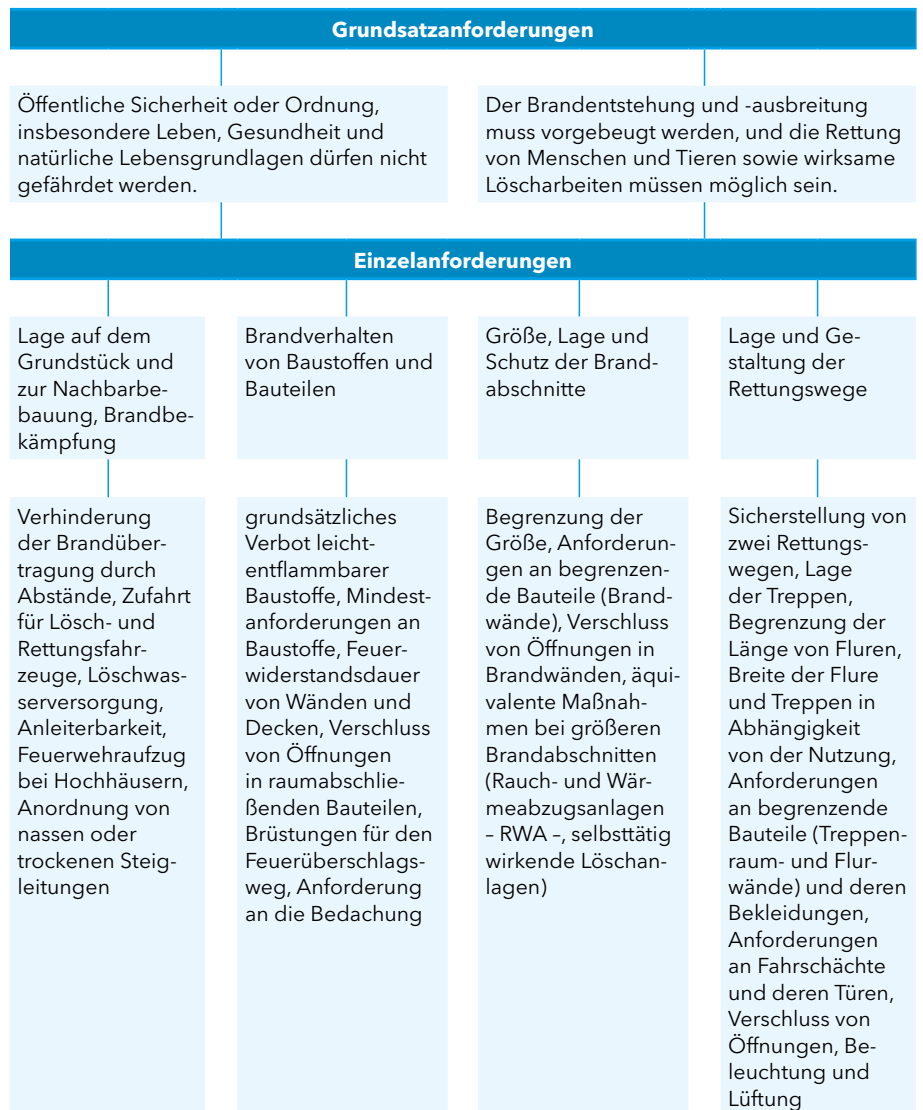 Grundsatzanforderungen
Öffentliche Sicherheit oder Ordnung,
insbesondere Leben, Gesundheit und
natürliche Lebensgrundlagen dürfen nicht
gefährdet werden.
Der Brandentstehung und -ausbreitung
muss vorgebeugt werden, und die Rettung
von Menschen und Tieren sowie wirksame
Löscharbeiten müssen möglich sein.
Einzelanforderungen
Lage auf dem
Grundstück und
zur Nachbarbe-
bauung, Brandbe-
kämpfung
Brandverhalten
von Baustoffen und
Bauteilen
Größe, Lage und
Schutz der Brand-
abschnitte
Lage und Ge-
staltung der
Rettungswege
Verhinderung
der Brandüber-
tragung durch
Abstände, Zufahrt
für Lösch- und
Rettungsfahr-
zeuge, Löschwas-
serversorgung,
Anleiterbarkeit,
Feuerwehraufzug
bei Hochhäusern,
Anordnung von
nassen oder
trockenen Steig-
leitungen
grundsätzliches
Verbot leicht-
entflammbarer
Baustoffe, Mindest-
anforderungen an
Baustoffe, Feuer-
widerstandsdauer
von Wänden und
Decken, Verschluss
von Öffnungen
in raumabschlie-
ßenden Bauteilen,
Brüstungen für den
Feuerüberschlags-
weg, Anforderung
an die Bedachung
Begrenzung der
Größe, Anforderun-
gen an begrenzen-
de Bauteile (Brand-
wände), Verschluss
von Öffnungen in
Brandwänden, äqui-
valente Maßnah-
men bei größeren
Brandabschnitten
(Rauch- und Wär-
meabzugsanlagen
– RWA –, selbsttätig
wirkende Löschan-
lagen)
Sicherstellung von
zwei Rettungs-
wegen, Lage
der Treppen,
Begrenzung der
Länge von Fluren,
Breite der Flure
und Treppen in
Abhängigkeit
von der Nutzung,
Anforderungen
an begrenzende
Bauteile (Treppen-
raum- und Flur-
wände) und deren
Bekleidungen,
Anforderungen
an Fahrschächte
und deren Türen,
Verschluss von
Öffnungen, Be-
leuchtung und
Lüftung